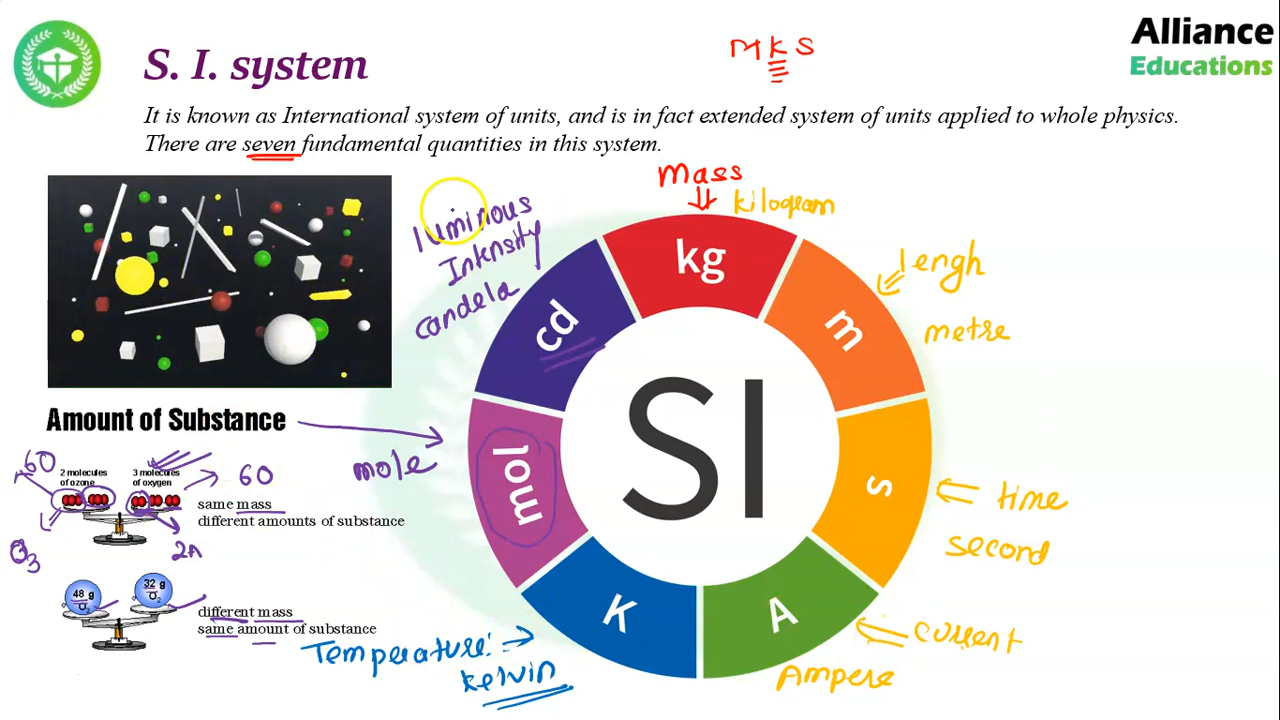 Alliance
Educations
S. I. system
M K S
It is known as International system of units, and is in fact extended system of units applied to whole physics.
There are seven fundamental quantities in this system.
Mass
kilogram
luminous
Intensity
candela
kg
lengh
metre
cd
m
SI
Amount of Substance
mole
mol
s
time
second
60
2 molecules
of ozone
3 molecules
of oxygen
60
same mass
different amounts of substance
O3
2A
48 g
O3
32 g
O2
different mass
same amount of substance
K
A
Temperature:
kelvin
current
Ampere